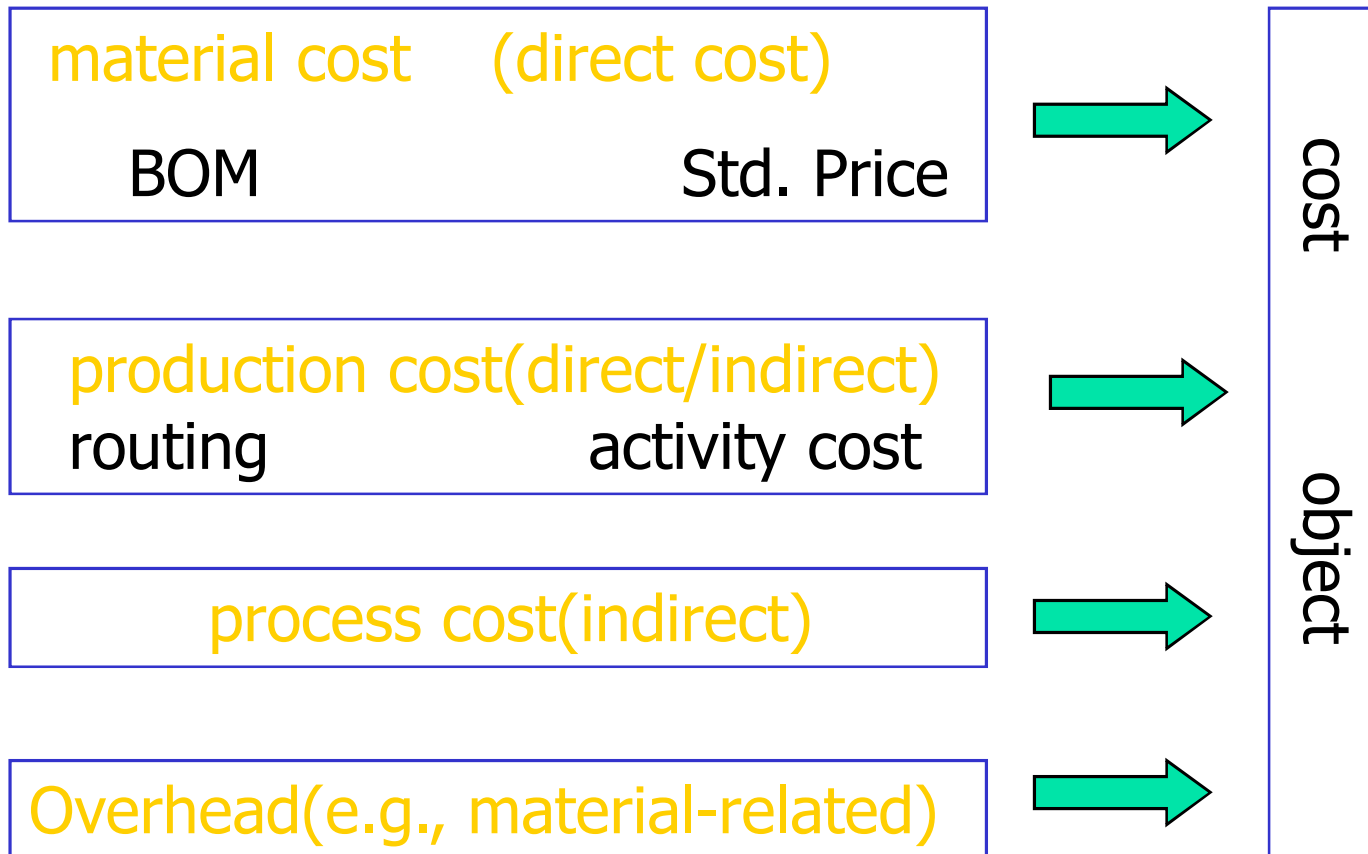 material cost (direct cost)
BOM Std. Price
production cost(direct/indirect)
routing activity cost
process cost(indirect)
Overhead(e.g., material-related)
cost object